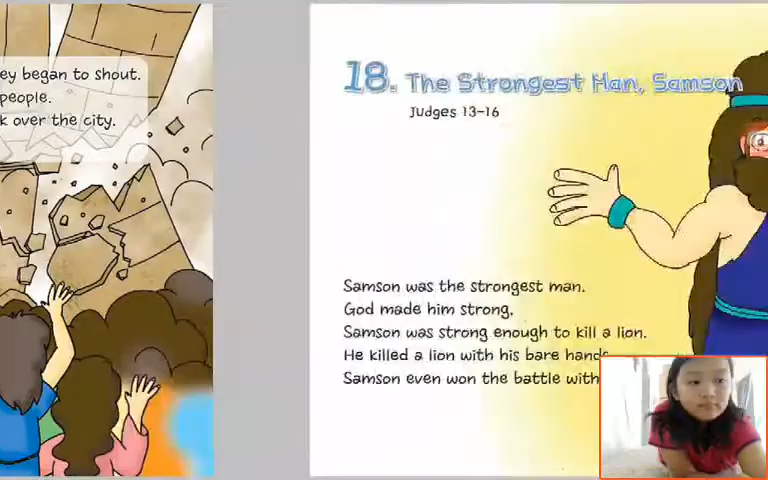 ey began to shout.
people.
k over the city.
18. The Strongest Man, Samson
Judges 13-16
Samson was the strongest man.
God made him strong.
Samson was strong enough to kill a lion.
He killed a lion with his bare hands
Samson even won the battle with